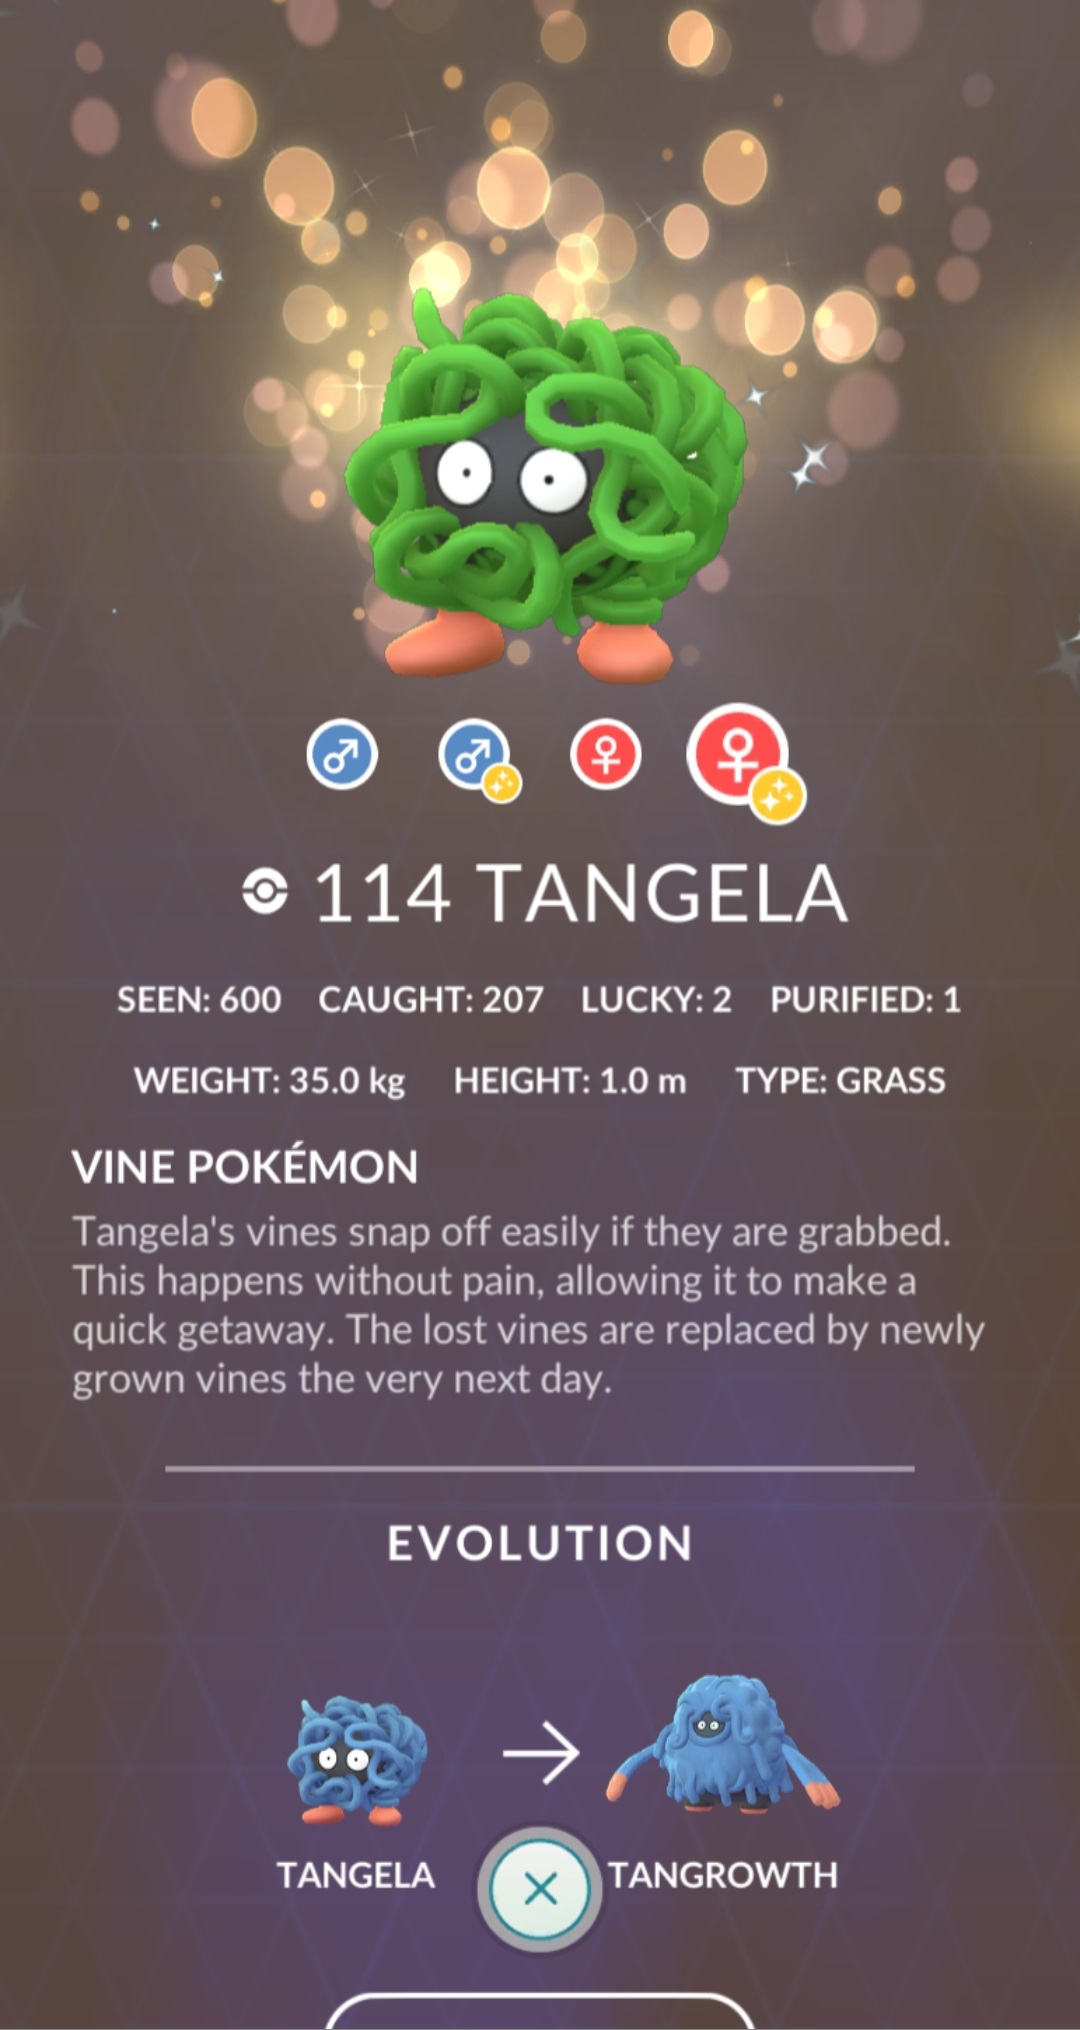 114 TANGELA
SEEN: 600 CAUGHT: 207 LUCKY: 2 PURIFIED: 1
WEIGHT: 35.0 kg HEIGHT: 1.0 m TYPE: GRASS
VINE POKÉMON
Tangela's vines snap off easily if they are grabbed.
This happens without pain, allowing it to make a
quick getaway. The lost vines are replaced by newly
grown vines the very next day.
EVOLUTION
TANGELA TANGROWTH